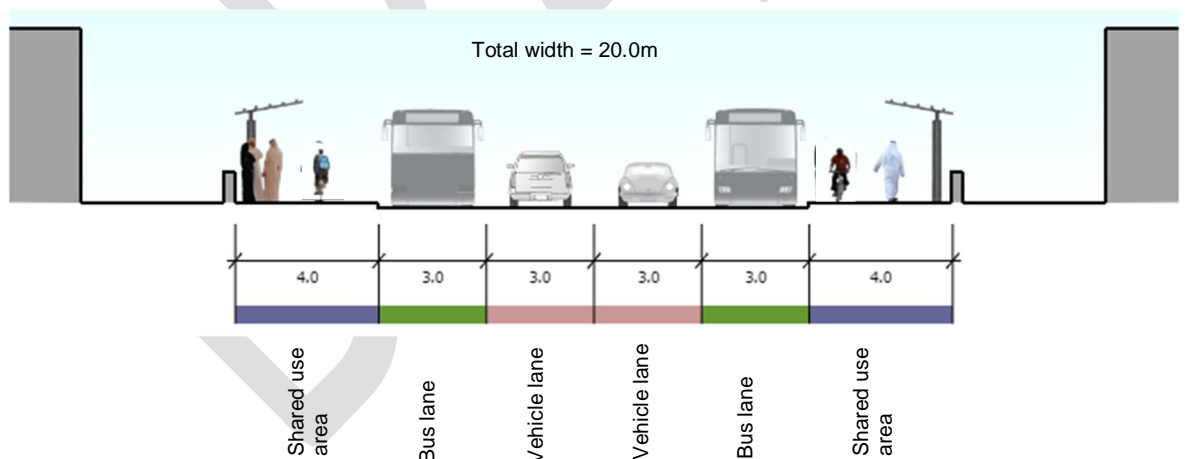 Total width = 20.0m
4.0
3.0
3.0
3.0
3.0
4.0
Shared use
area
Bus lane
Vehicle lane
Vehicle lane
Bus lane
Shared use
area